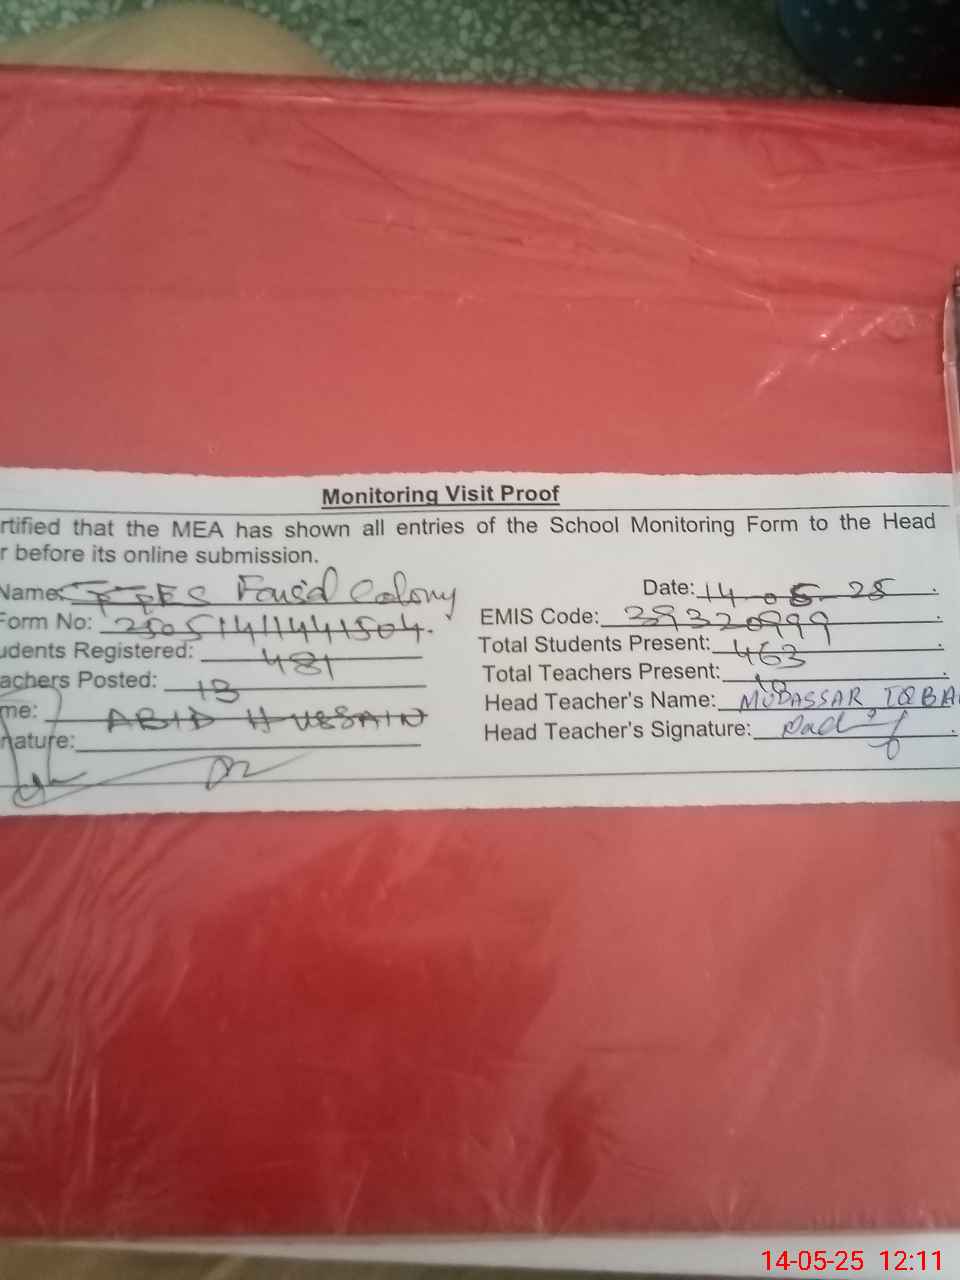 Monitoring Visit Proof
rtified that the MEA has shown all entries of the School Monitoring Form to the Head
r before its online submission.
Name: Colony Date: 14-05-25
Form No: EMIS Code: 39320999
udents Registered: 481 Total Students Present: 463
achers Posted: 13 Total Teachers Present: 10
me: ABID HUSSAIN Head Teacher's Name: MUDASSAR IQBA
nature: Head Teacher's Signature:
14-05-25 12:11